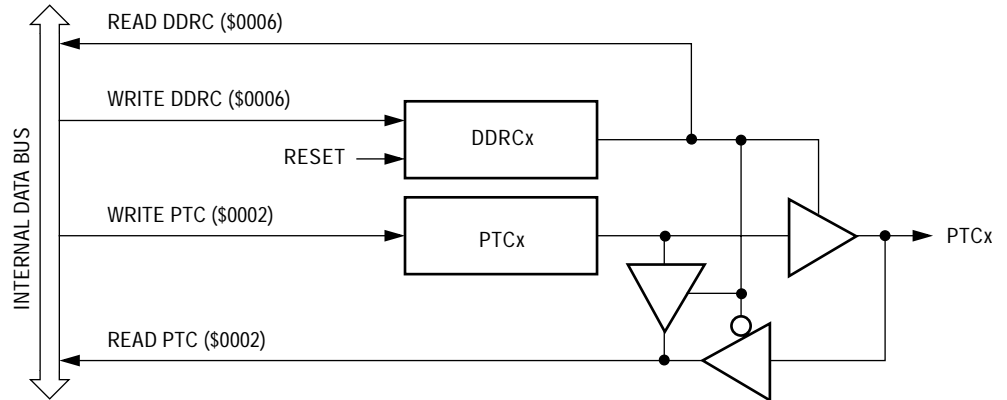 READ DDRC ($0006)
WRITE DDRC ($0006)
DDRCx
RESET
INTERNAL DATA BUS
WRITE PTC ($0002)
PTCx
PTCx
READ PTC ($0002)